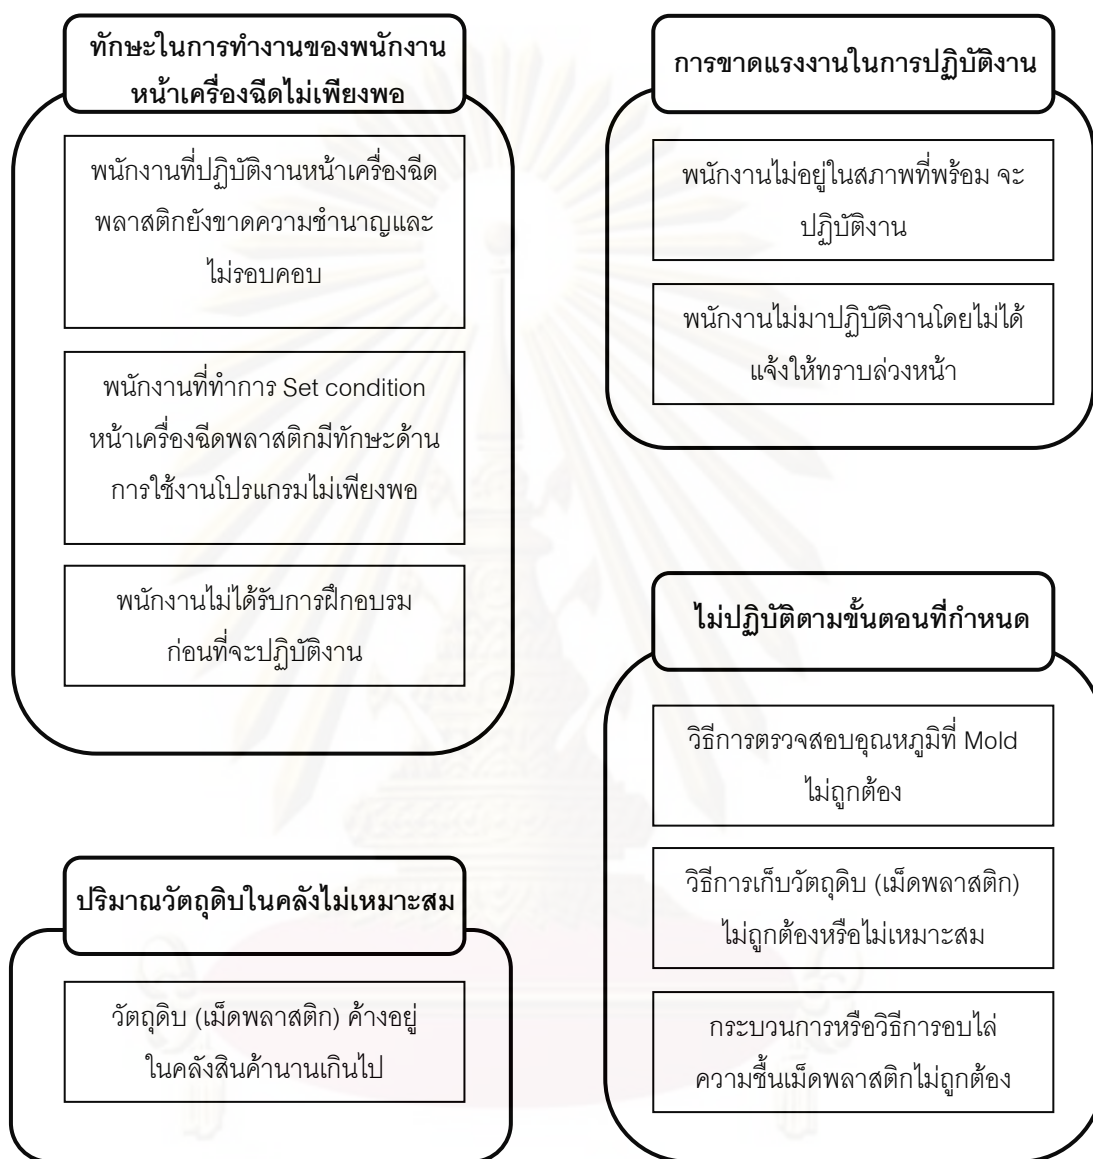 ทักษะในการทำงานของพนักงาน
หน้าเครื่องฉีดไม่เพียงพอ
พนักงานที่ปฏิบัติงานหน้าเครื่องฉีด
พลาสติกยังขาดความชำนาญและ
ไม่รอบคอบ
พนักงานที่ทำการ Set condition
หน้าเครื่องฉีดพลาสติกมีทักษะด้าน
การใช้งานโปรแกรมไม่เพียงพอ
พนักงานไม่ได้รับการฝึกอบรม
ก่อนที่จะปฏิบัติงาน
การขาดแรงงานในการปฏิบัติงาน
พนักงานไม่อยู่ในสภาพที่พร้อม จะ
ปฏิบัติงาน
พนักงานไม่มาปฏิบัติงานโดยไม่ได้
แจ้งให้ทราบล่วงหน้า
ปริมาณวัตถุดิบในคลังไม่เหมาะสม
วัตถุดิบ (เม็ดพลาสติก) ค้างอยู่
ในคลังสินค้านานเกินไป
ไม่ปฏิบัติตามขั้นตอนที่กำหนด
วิธีการตรวจสอบอุณหภูมิที่ Mold
ไม่ถูกต้อง
วิธีการเก็บวัตถุดิบ (เม็ดพลาสติก)
ไม่ถูกต้องหรือไม่เหมาะสม
กระบวนการหรือวิธีการอบไล่
ความชื้นเม็ดพลาสติกไม่ถูกต้อง